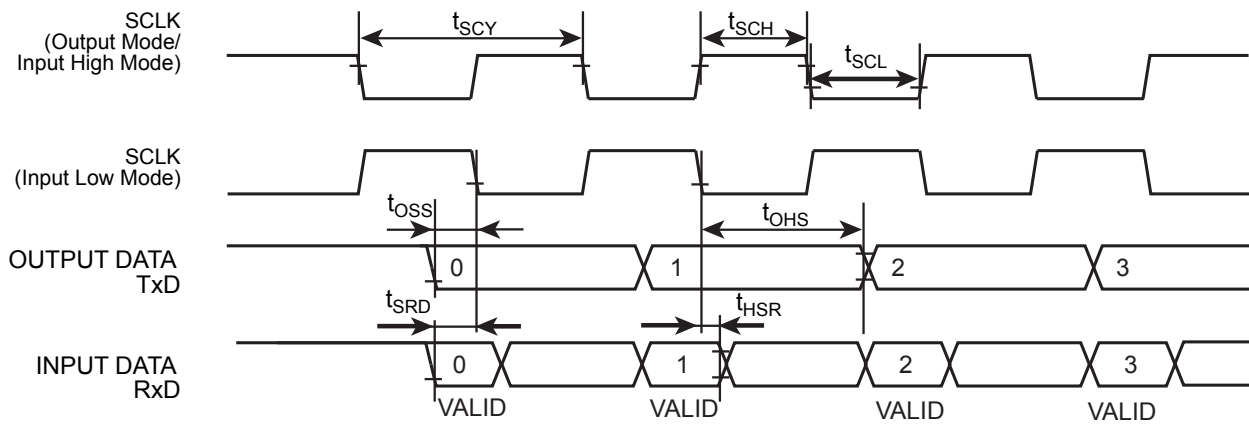 SCLK
(Output Mode/
Input High Mode)
tSCY
tSCH
tSCL
SCLK
(Input Low Mode)
tOSS
tOHS
OUTPUT DATA
TxD
0
1
2
3
tSRD
tHSR
INPUT DATA
RxD
0
1
2
3
VALID
VALID
VALID
VALID